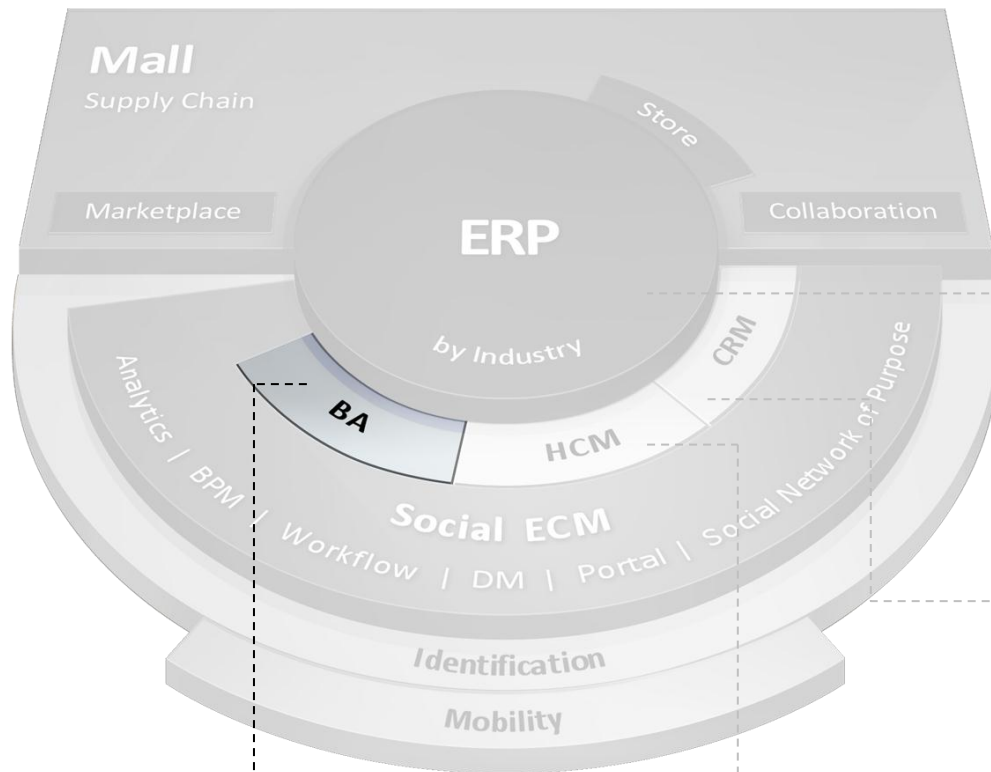 Mall
Supply Chain
Store
Marketplace
Collaboration
ERP
by Industry
CRM
BA
HCM
Social ECM
Analytics | BPM | Workflow | DM | Portal | Social Network of Purpose
Identification
Mobility